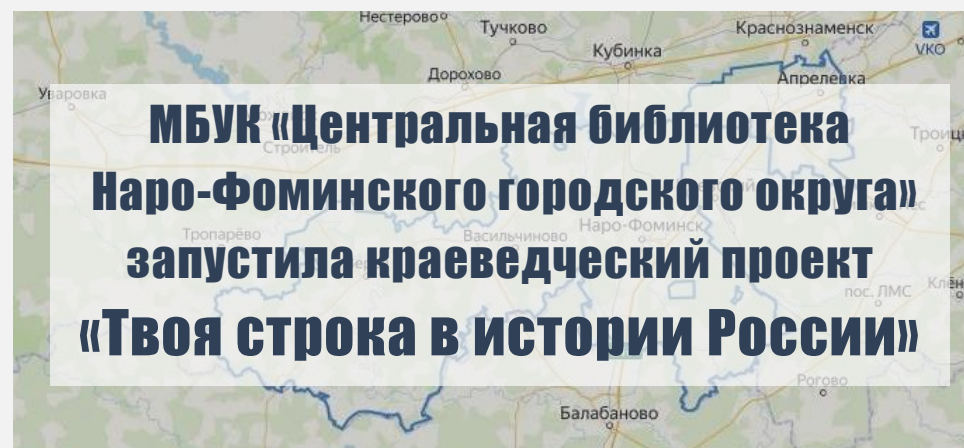 Нестерово
Тучково
Краснознаменск
Кубинка
VKO
Дорохово
Апрелевка
Уваровка
МБУК «Центральная библиотека
Строитель
Наро-Фоминского городского округа»
Тропарёво
Васильчиново
Наро-Фоминск
запустила краеведческий проект
пос. ЛМС
«Твоя строка в истории России»
Рогово
Балабаново